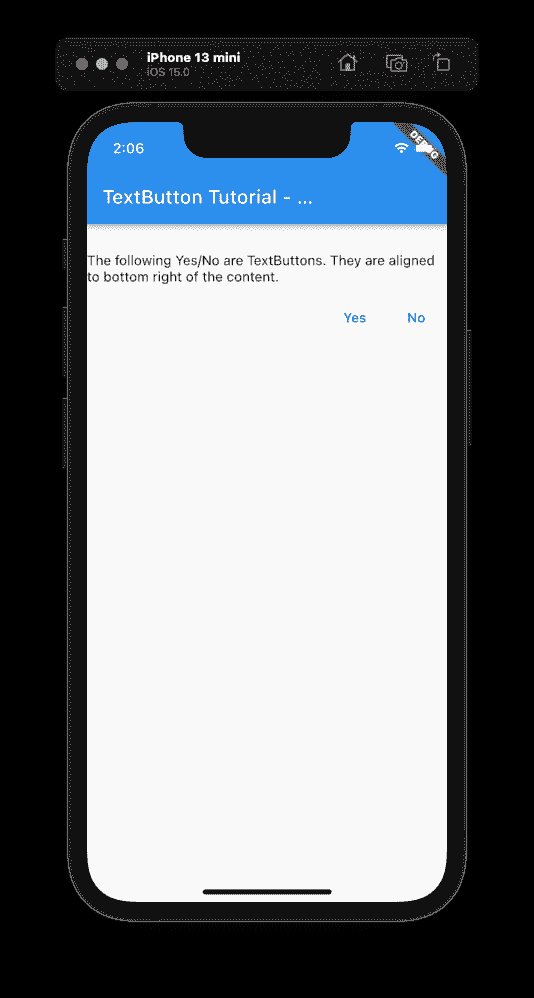 iPhone 13 mini
iOS 15.0
2:06
DEMO
TextButton Tutorial - ...
The following Yes/No are TextButtons. They are aligned
to bottom right of the content.
Yes No